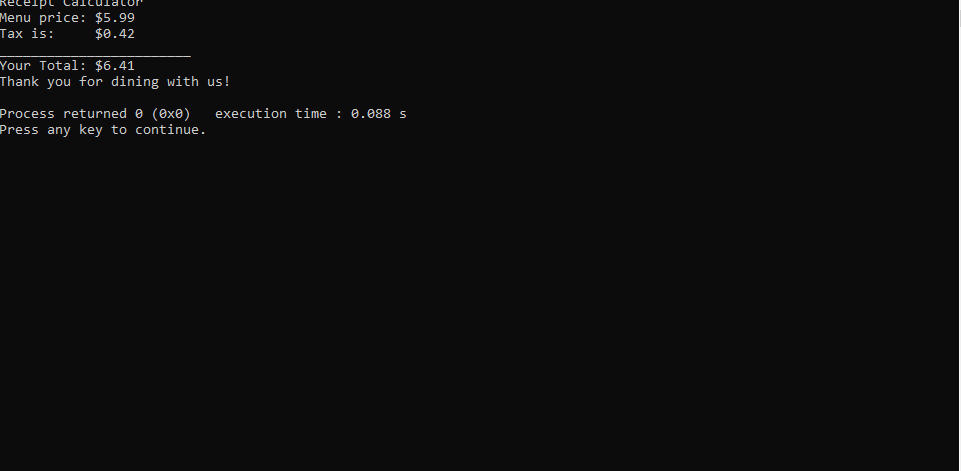 Receipt Calculator
Menu price: $5.99
Tax is:     $0.42
________________________
Your Total: $6.41
Thank you for dining with us!
Process returned 0 (0x0)   execution time : 0.088 s
Press any key to continue.